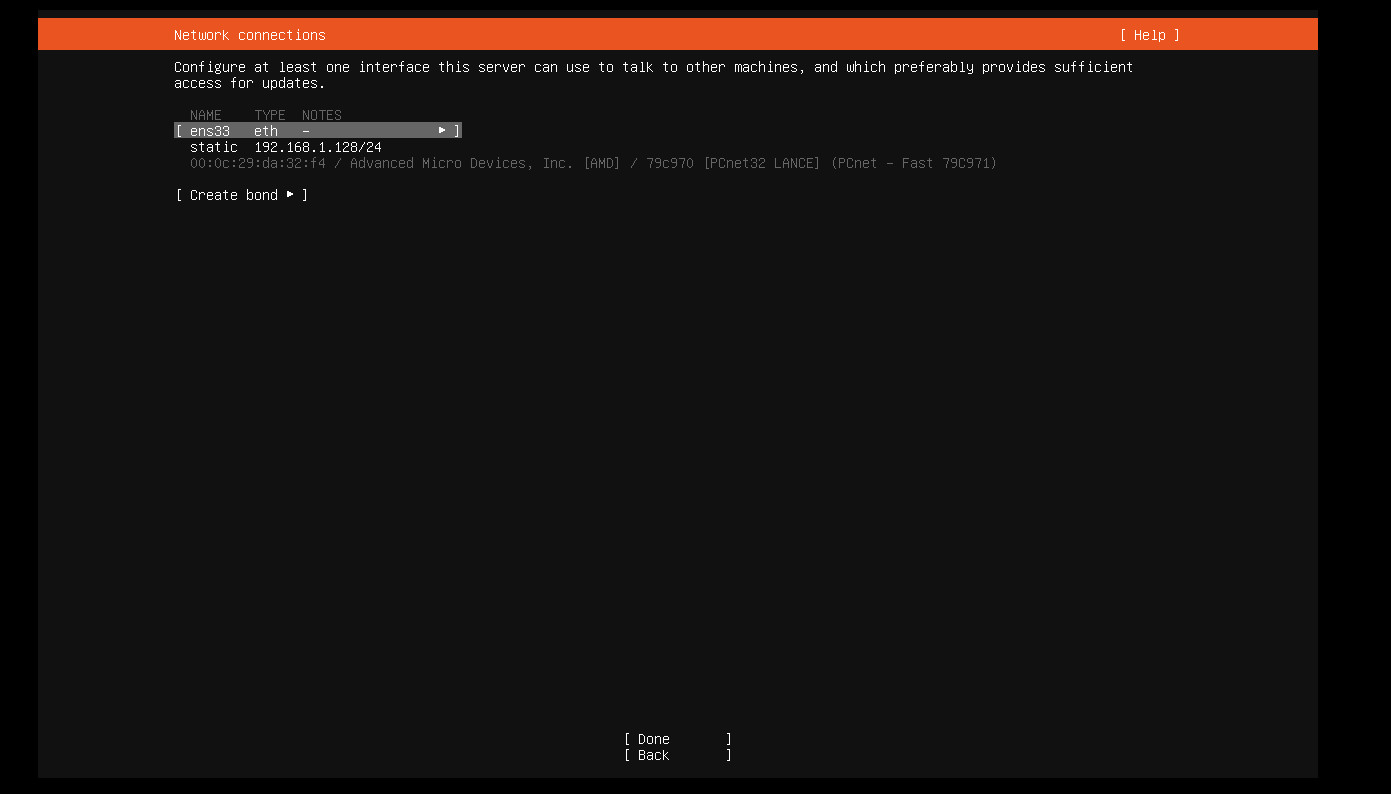 Network connections [ Help ]
Configure at least one interface this server can use to talk to other machines, and which preferably provides sufficient
access for updates.
NAME TYPE NOTES
[ ens33 eth – ▸ ]
static 192.168.1.128/24
00:0c:29:da:32:f4 / Advanced Micro Devices, Inc. [AMD] / 79c970 [PCnet32 LANCE] (PCnet – Fast 79C971)
[ Create bond ▸ ]
[ Done ]
[ Back ]